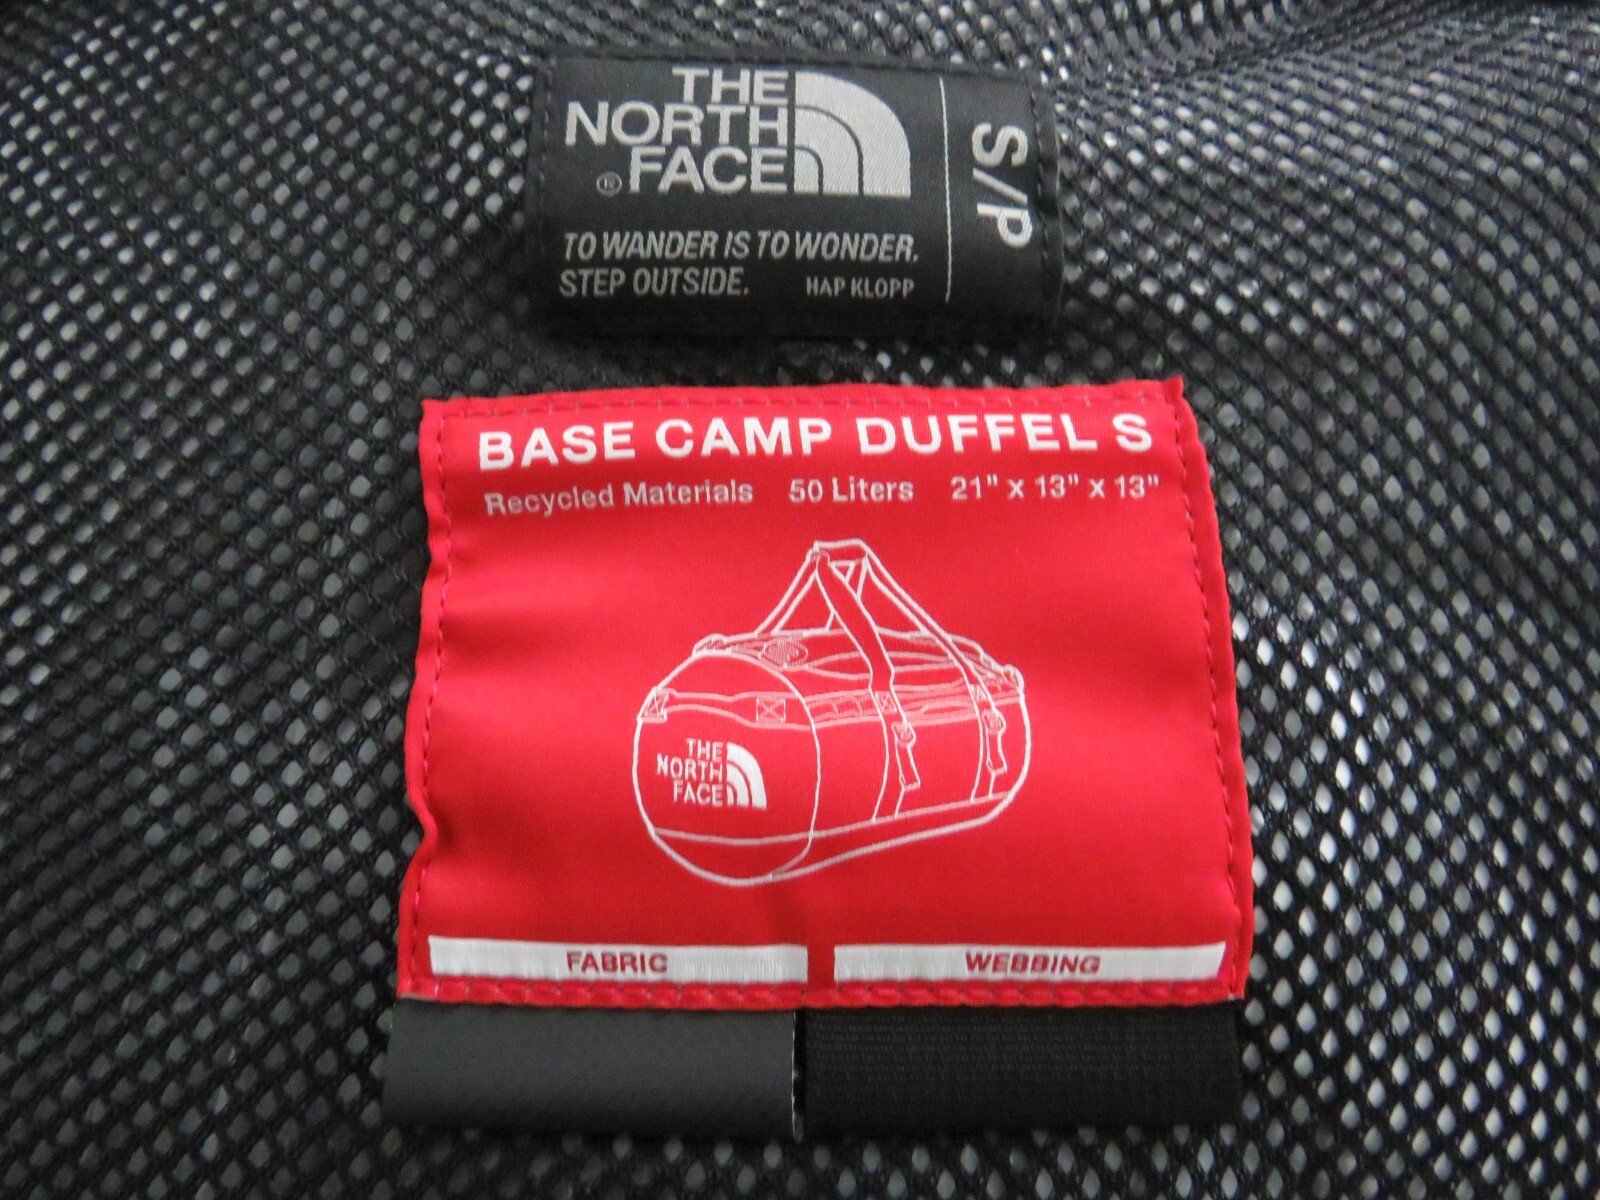 THE
NORTH
® FACE
S/P
TO WANDER IS TO WONDER.
STEP OUTSIDE. HAP KLOPP
BASE CAMP DUFFEL S
Recycled Materials 50 Liters 21" x 13" x 13"
THE
NORTH
FACE
FABRIC WEBBING